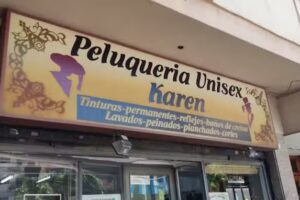 Peluqueria Unisex
Karen
Tinturas-permanentes-reflejos-baños de crema
Lavados-peinados-planchados-cortes